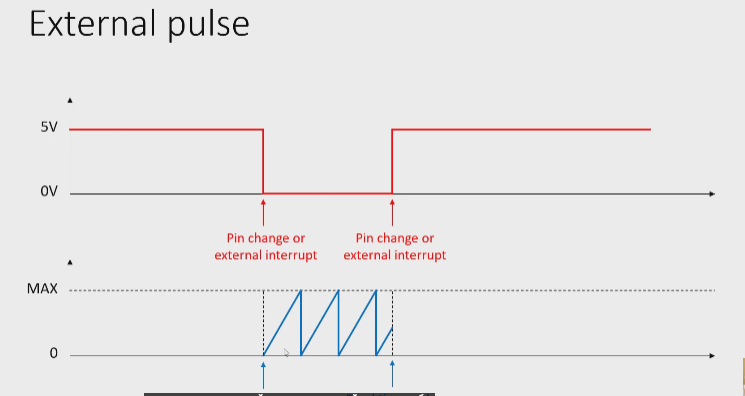 External pulse
5V
0V
Pin change or
external interrupt
Pin change or
external interrupt
MAX
0